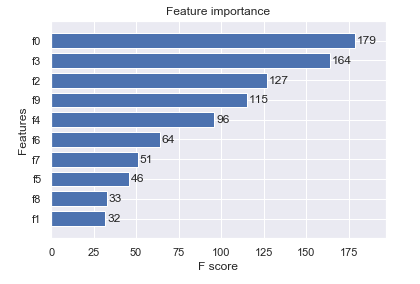 Feature importance
Features
f0 179
f3 164
f2 127
f9 115
f4 96
f6 64
f7 51
f5 46
f8 33
f1 32
0 25 50 75 100 125 150 175
F score